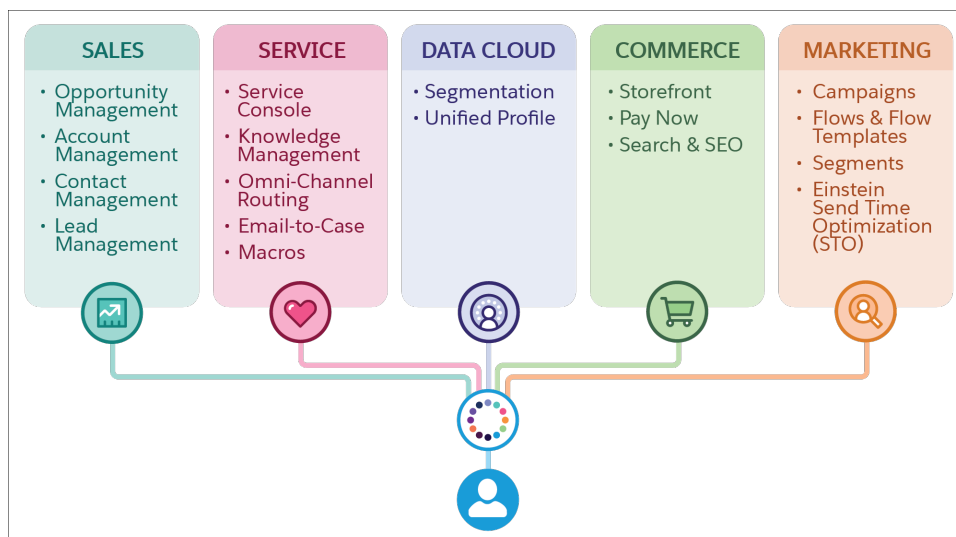 SALES
• Opportunity
Management
• Account
Management
• Contact
Management
• Lead
Management
SERVICE
• Service
Console
• Knowledge
Management
• Omni-Channel
Routing
• Email-to-Case
• Macros
DATA CLOUD
• Segmentation
• Unified Profile
COMMERCE
• Storefront
• Pay Now
• Search & SEO
MARKETING
• Campaigns
• Flows & Flow
Templates
• Segments
• Einstein
Send Time
Optimization
(STO)